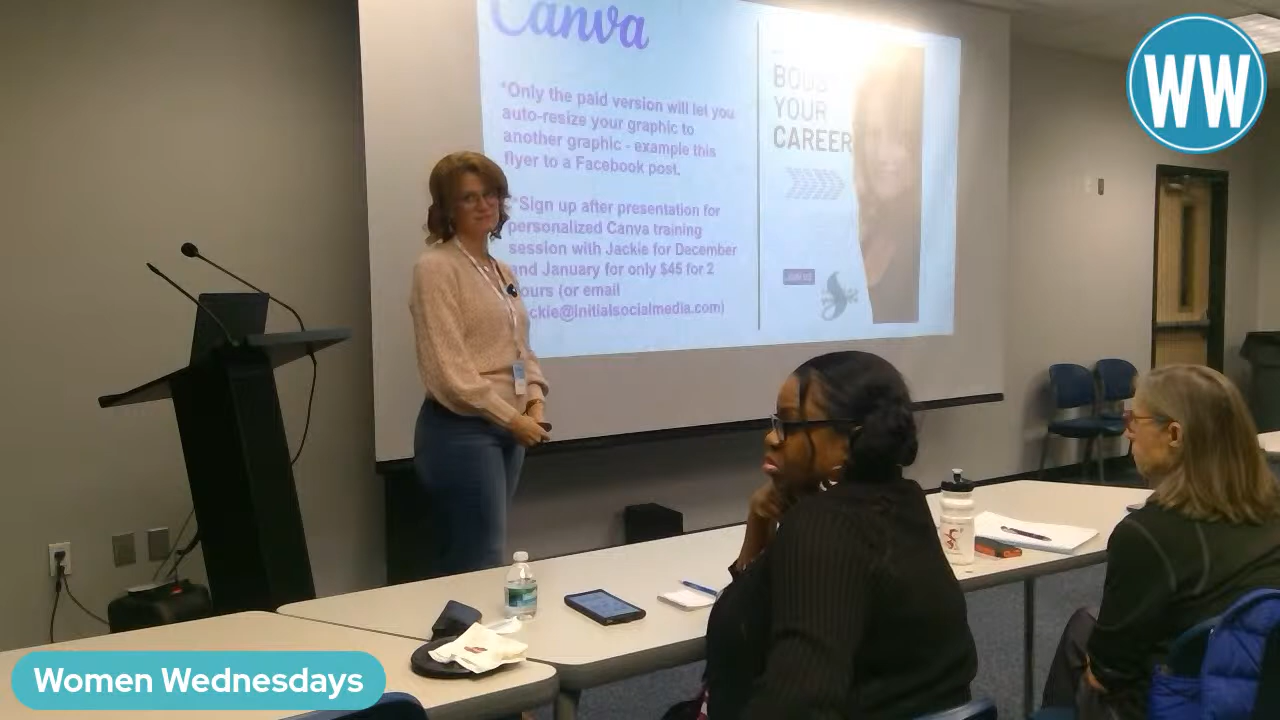 Canva
*Only the paid version will let you
auto-resize your graphic to
another graphic - example this
flyer to a Facebook post.
*Sign up after presentation for
personalized Canva training
session with Jackie for December
and January for only $45 for 2
ours (or email
ckie@initialsocialmedia.com)
BOOST
YOUR
CAREER
WW
Women Wednesdays